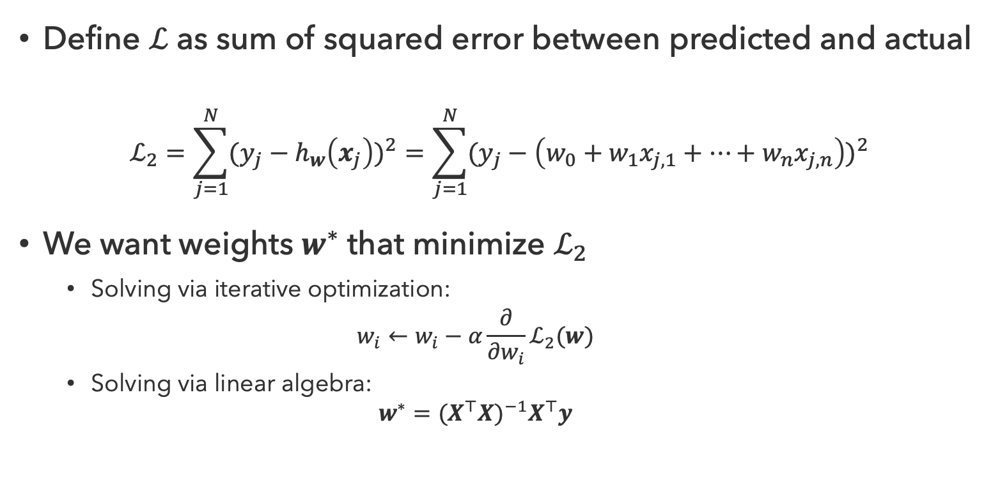 • Define ℒ as sum of squared error between predicted and actual
ℒ₂ = ∑_{j=1}^{N} (y_j − h_𝒘(𝒙_j))² = ∑_{j=1}^{N} (y_j − (w₀ + w₁x_{j,1} + ⋯ + w_n x_{j,n}))²
• We want weights 𝒘* that minimize ℒ₂
• Solving via iterative optimization:
w_i ← w_i − α ∂/∂w_i ℒ₂(𝒘)
• Solving via linear algebra:
𝒘* = (𝑿^⊤𝑿)^{−1}𝑿^⊤𝒚